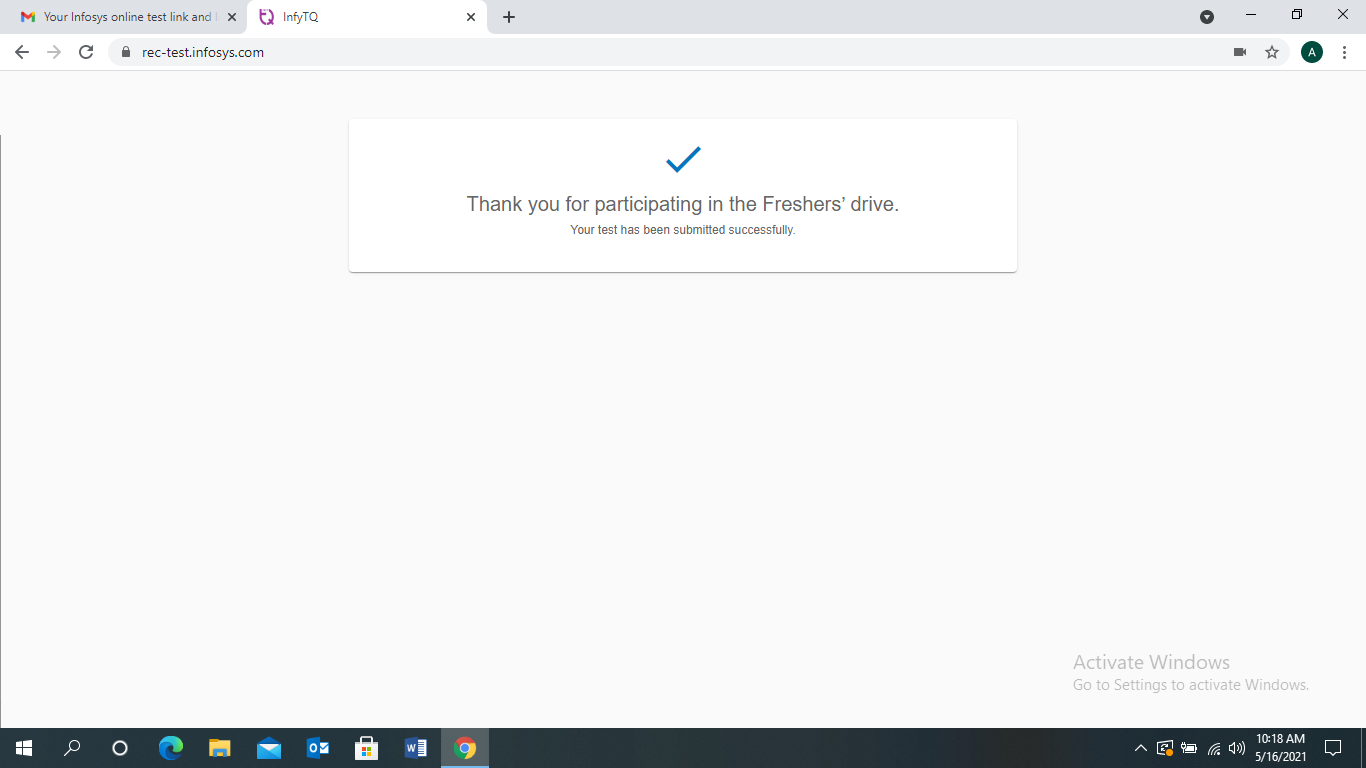 Your Infosys online test link and
InfyTQ
rec-test.infosys.com
A
Thank you for participating in the Freshers’ drive.
Your test has been submitted successfully.
Activate Windows
Go to Settings to activate Windows.
10:18 AM
5/16/2021